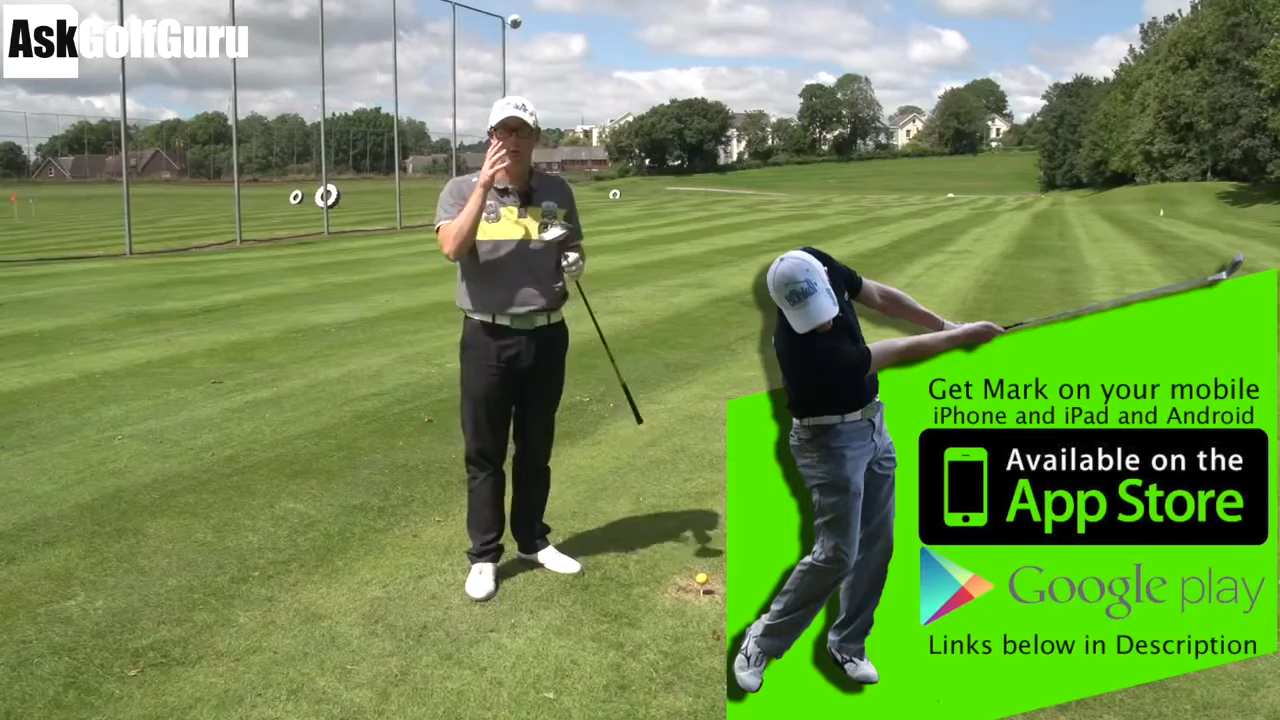 AskGolfGuru
Get Mark on your mobile
iPhone and iPad and Android
Available on the
App Store
Google play
Links below in Description